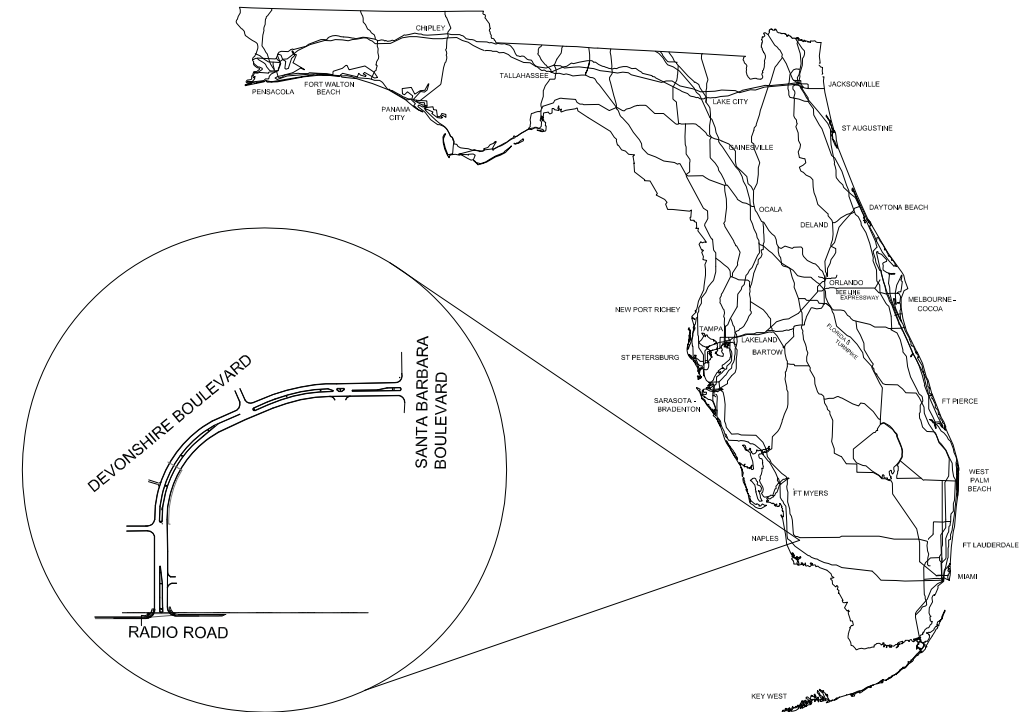 CHIPLEY
TALLAHASSEE
PENSACOLA
FORT WALTON
BEACH
PANAMA
CITY
JACKSONVILLE
LAKE CITY
ST AUGUSTINE
GAINESVILLE
OCALA
DAYTONA BEACH
DELAND
ORLANDO
BEE LINE
EXPRESSWAY
MELBOURNE -
COCOA
NEW PORT RICHEY
TAMPA
LAKELAND
BARTOW
FLORIDA'S
TURNPIKE
ST PETERSBURG
SARASOTA -
BRADENTON
FT PIERCE
WEST
PALM
BEACH
FT MYERS
NAPLES
FT LAUDERDALE
MIAMI
KEY WEST
DEVONSHIRE BOULEVARD
SANTA BARBARA
BOULEVARD
RADIO ROAD